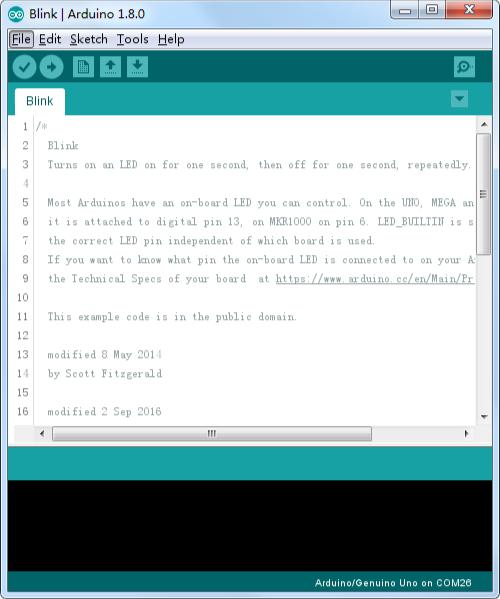 Blink | Arduino 1.8.0
File Edit Sketch Tools Help
Blink
1 /*
2 Blink
3 Turns on an LED on for one second, then off for one second, repeatedly.
4
5 Most Arduinos have an on-board LED you can control. On the UNO, MEGA an
6 it is attached to digital pin 13, on MKR1000 on pin 6. LED_BUILTIN is s
7 the correct LED pin independent of which board is used.
8 If you want to know what pin the on-board LED is connected to on your A
9 the Technical Specs of your board at https://www.arduino.cc/en/Main/Pr
10
11 This example code is in the public domain.
12
13 modified 8 May 2014
14 by Scott Fitzgerald
15
16 modified 2 Sep 2016
Arduino/Genuino Uno on COM26